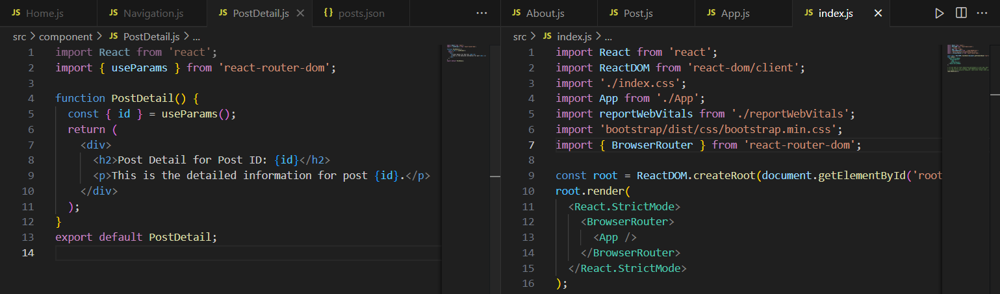 JS Home.js JS Navigation.js JS PostDetail.js × {} posts.json ...
src > component > JS PostDetail.js > ...
1 import React from 'react';
2 import { useParams } from 'react-router-dom';
3
4 function PostDetail() {
5 const { id } = useParams();
6 return (
7 <div>
8 <h2>Post Detail for Post ID: {id}</h2>
9 <p>This is the detailed information for post {id}.</p>
10 </div>
11 );
12 }
13 export default PostDetail;
14
JS About.js JS Post.js JS App.js JS index.js × ...
src > JS index.js > ...
1 import React from 'react';
2 import ReactDOM from 'react-dom/client';
3 import './index.css';
4 import App from './App';
5 import reportWebVitals from './reportWebVitals';
6 import 'bootstrap/dist/css/bootstrap.min.css';
7 import { BrowserRouter } from 'react-router-dom';
8
9 const root = ReactDOM.createRoot(document.getElementById('root
10 root.render(
11 <React.StrictMode>
12 <BrowserRouter>
13 <App />
14 </BrowserRouter>
15 </React.StrictMode>
16 );